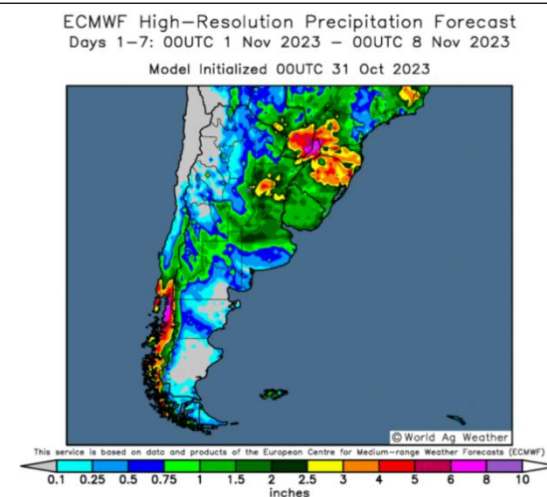 ECMWF High-Resolution Precipitation Forecast
Days 1-7: 00UTC 1 Nov 2023 - 00UTC 8 Nov 2023
Model Initialized 00UTC 31 Oct 2023
© World Ag Weather
This service is based on data and products of the European Centre for Medium-range Weather Forecasts (ECMWF)
0.1 0.25 0.5 0.75 1 1.5 2 2.5 3 4 5 6 8 10
inches